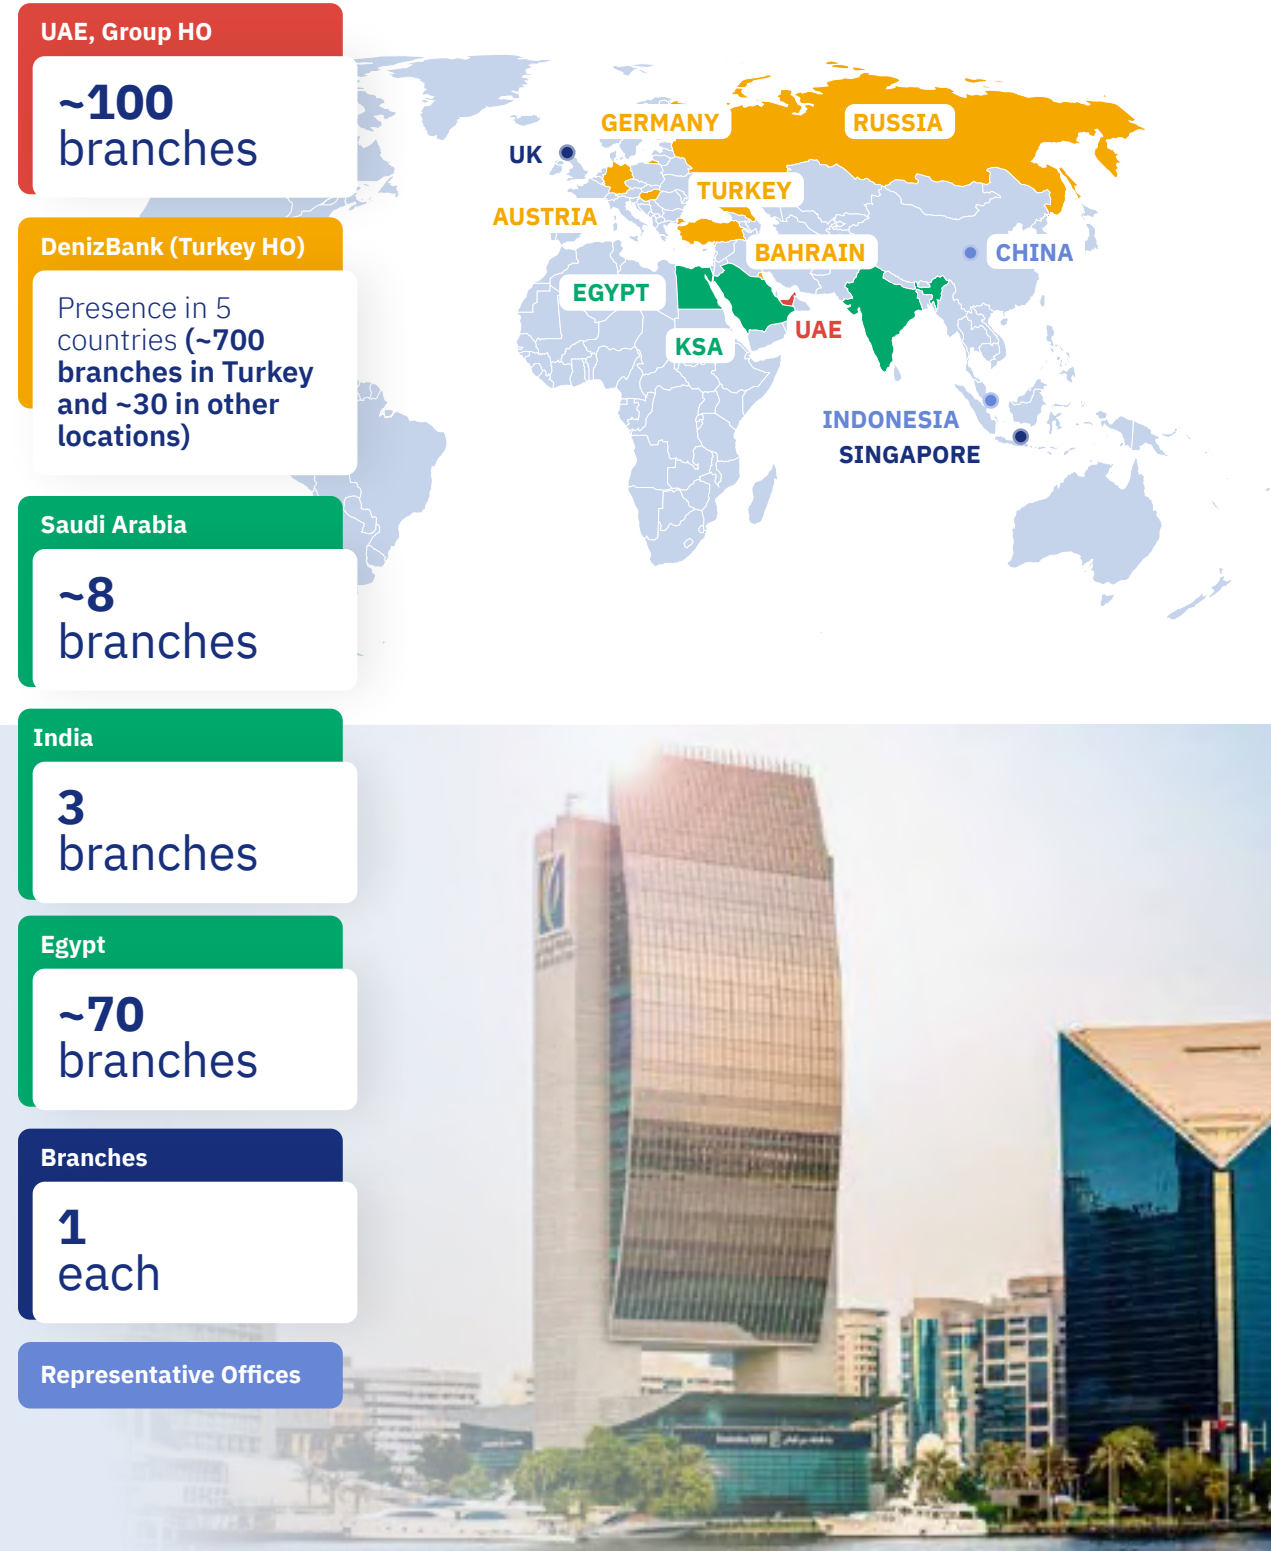 UAE, Group HO
~100
branches
DenizBank (Turkey HO)
Presence in 5
countries (~700
branches in Turkey
and ~30 in other
locations)
Saudi Arabia
~8
branches
India
3
branches
Egypt
~70
branches
Branches
1
each
Representative Offices
GERMANY
RUSSIA
UK
TURKEY
AUSTRIA
BAHRAIN
CHINA
EGYPT
UAE
KSA
INDONESIA
SINGAPORE